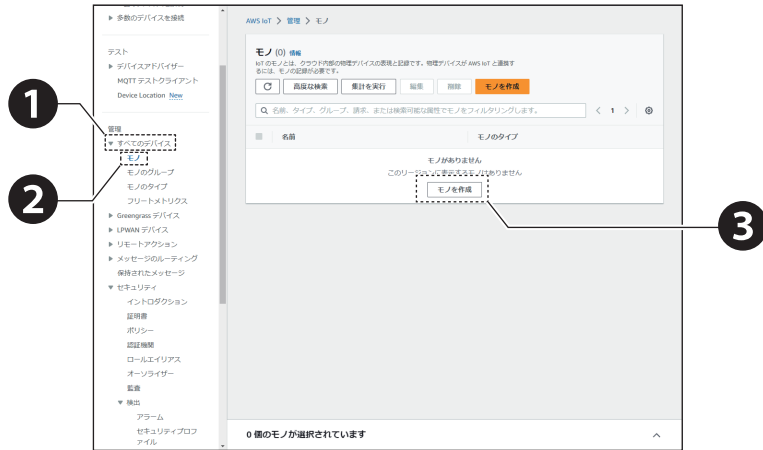 多数のデバイスを接続
テスト
デバイスアドバイザー
MQTT テストクライアント
Device Location New
管理
すべてのデバイス
モノ
モノのグループ
モノのタイプ
フリートメトリクス
Greengrass デバイス
LPWAN デバイス
リモートアクション
メッセージのルーティング
保持されたメッセージ
セキュリティ
イントロダクション
証明書
ポリシー
認証機関
ロールエイリアス
オーソライザー
監査
検出
アラーム
セキュリティプロフ
ァイル
1
2
AWS IoT > 管理 > モノ
モノ (0) 情報
IoT のモノとは、クラウド内部の物理デバイスの表現と記録です。物理デバイスが AWS IoT と連携す
るには、モノの記録が必要です。
高度な検索 集計を実行 編集 削除 モノを作成
名前、タイプ、グループ、請求、または検索可能な属性でモノをフィルタリングします。 < 1 >
名前 モノのタイプ
モノがありません
このリージョンに表示するモノはありません
モノを作成
3
0 個のモノが選択されています